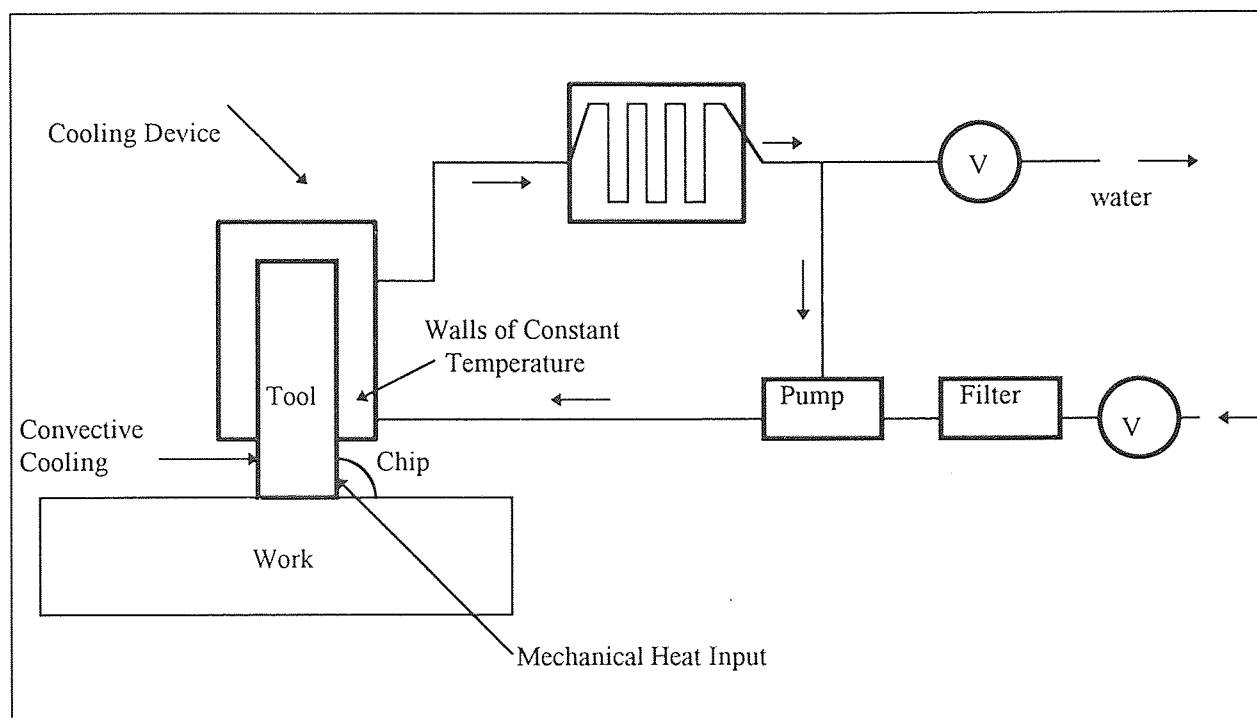 Cooling Device
V
water
Walls of Constant
Temperature
Tool
Pump
Filter
V
Convective
Cooling
Chip
Work
Mechanical Heat Input